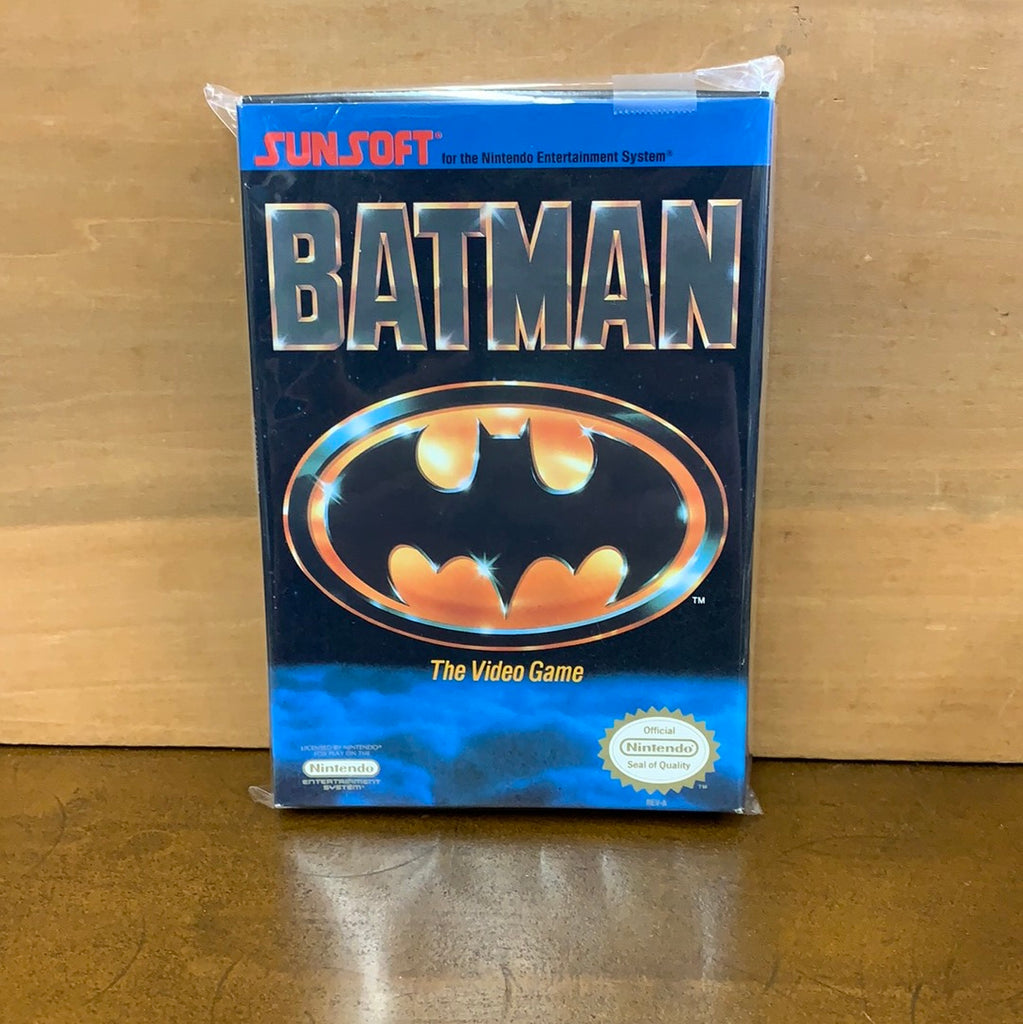 SUNSOFT® for the Nintendo Entertainment System®
BATMAN
TM
The Video Game
LICENSED BY NINTENDO®
FOR PLAY ON THE
Nintendo
ENTERTAINMENT
SYSTEM®
Official
Nintendo®
Seal of Quality
TM
REV-A